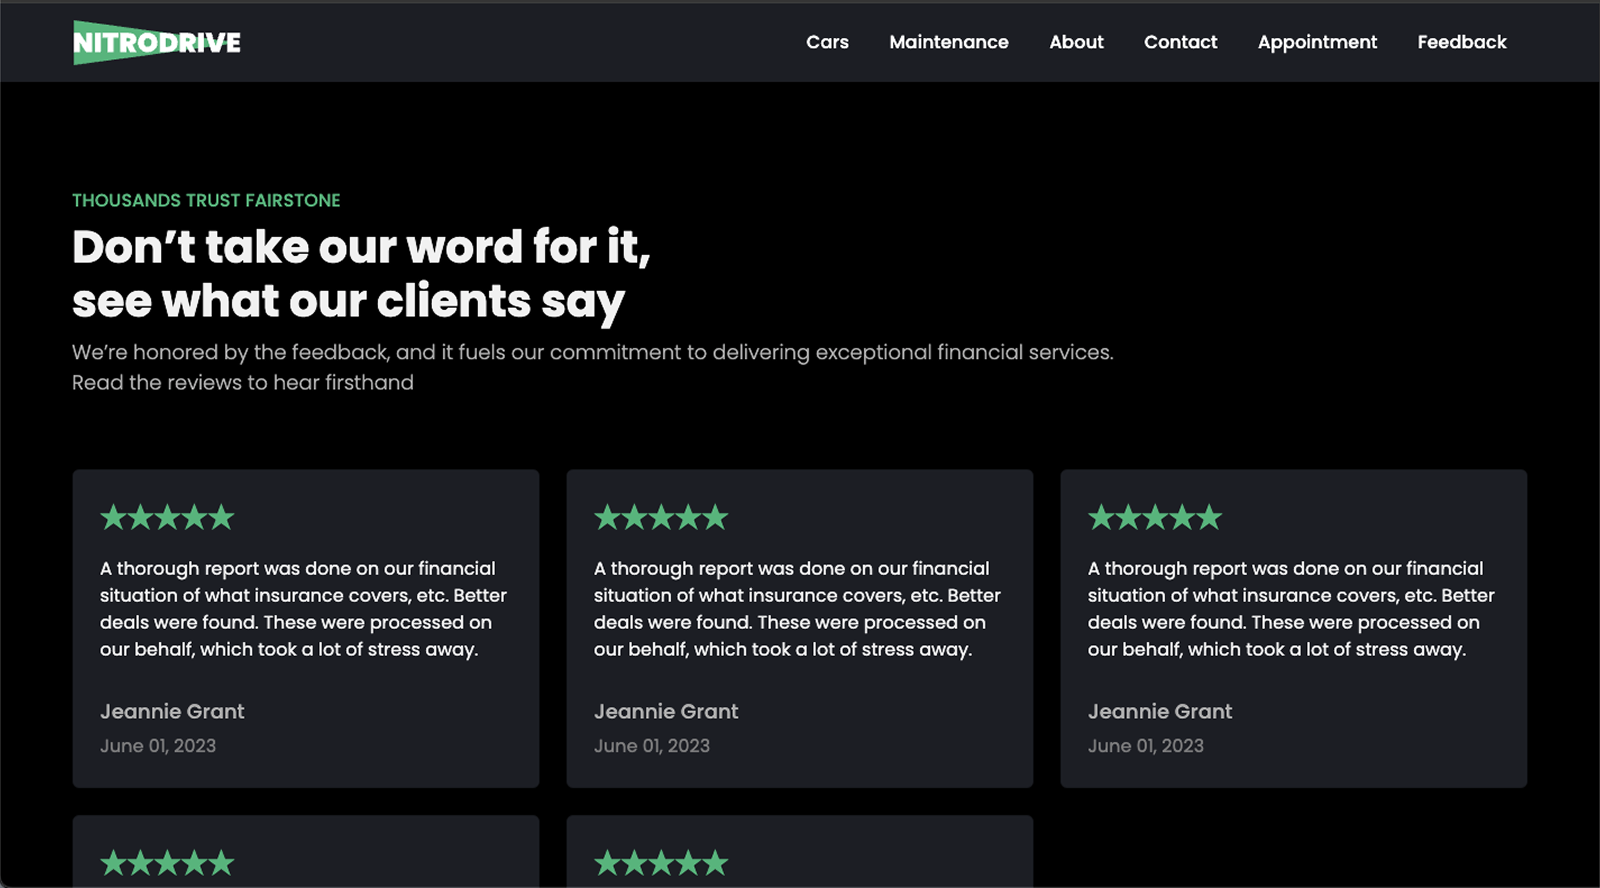 NITRODRIVE
Cars Maintenance About Contact Appointment Feedback
THOUSANDS TRUST FAIRSTONE
Don’t take our word for it,
see what our clients say
We’re honored by the feedback, and it fuels our commitment to delivering exceptional financial services.
Read the reviews to hear firsthand
A thorough report was done on our financial
situation of what insurance covers, etc. Better
deals were found. These were processed on
our behalf, which took a lot of stress away.
Jeannie Grant
June 01, 2023
A thorough report was done on our financial
situation of what insurance covers, etc. Better
deals were found. These were processed on
our behalf, which took a lot of stress away.
Jeannie Grant
June 01, 2023
A thorough report was done on our financial
situation of what insurance covers, etc. Better
deals were found. These were processed on
our behalf, which took a lot of stress away.
Jeannie Grant
June 01, 2023